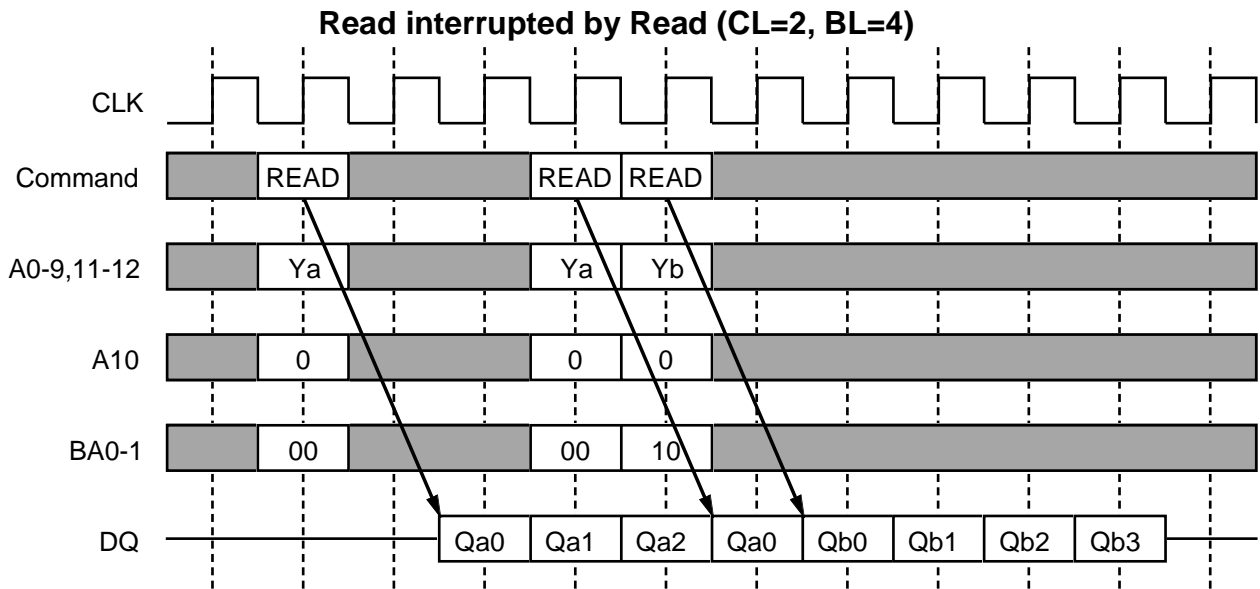 Read interrupted by Read (CL=2, BL=4)
CLK
Command READ READ READ
A0-9,11-12 Ya Ya Yb
A10 0 0 0
BA0-1 00 00 10
DQ Qa0 Qa1 Qa2 Qa0 Qb0 Qb1 Qb2 Qb3